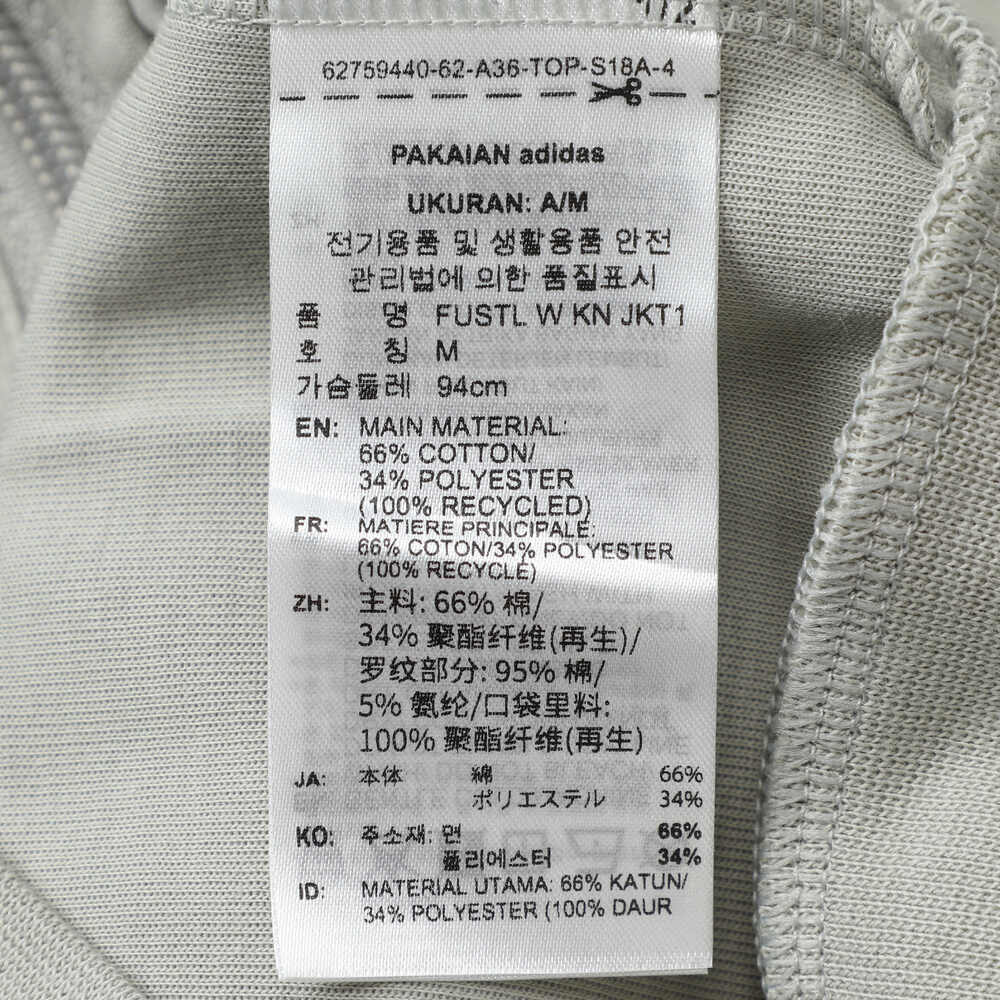 62759440-62-A36-TOP-S18A-4
PAKAIAN adidas
UKURAN: A/M
전기용품 및 생활용품 안전
관리법에 의한 품질표시
품 명 FUSTL W KN JKT1
호 칭 M
가슴둘레 94cm
EN: MAIN MATERIAL:
66% COTTON/
34% POLYESTER
(100% RECYCLED)
FR: MATIERE PRINCIPALE:
66% COTON/34% POLYESTER
(100% RECYCLÉ)
ZH: 主料: 66% 棉/
34% 聚酯纤维(再生)/
罗纹部分: 95% 棉/
5% 氨纶/口袋里料:
100% 聚酯纤维(再生)
JA: 本体 綿 66%
ポリエステル 34%
KO: 주소재: 면 66%
폴리에스터 34%
ID: MATERIAL UTAMA: 66% KATUN/
34% POLYESTER (100% DAUR